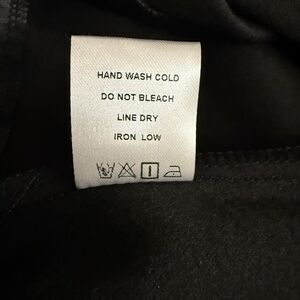 HAND WASH COLD
DO NOT BLEACH
LINE DRY
IRON LOW